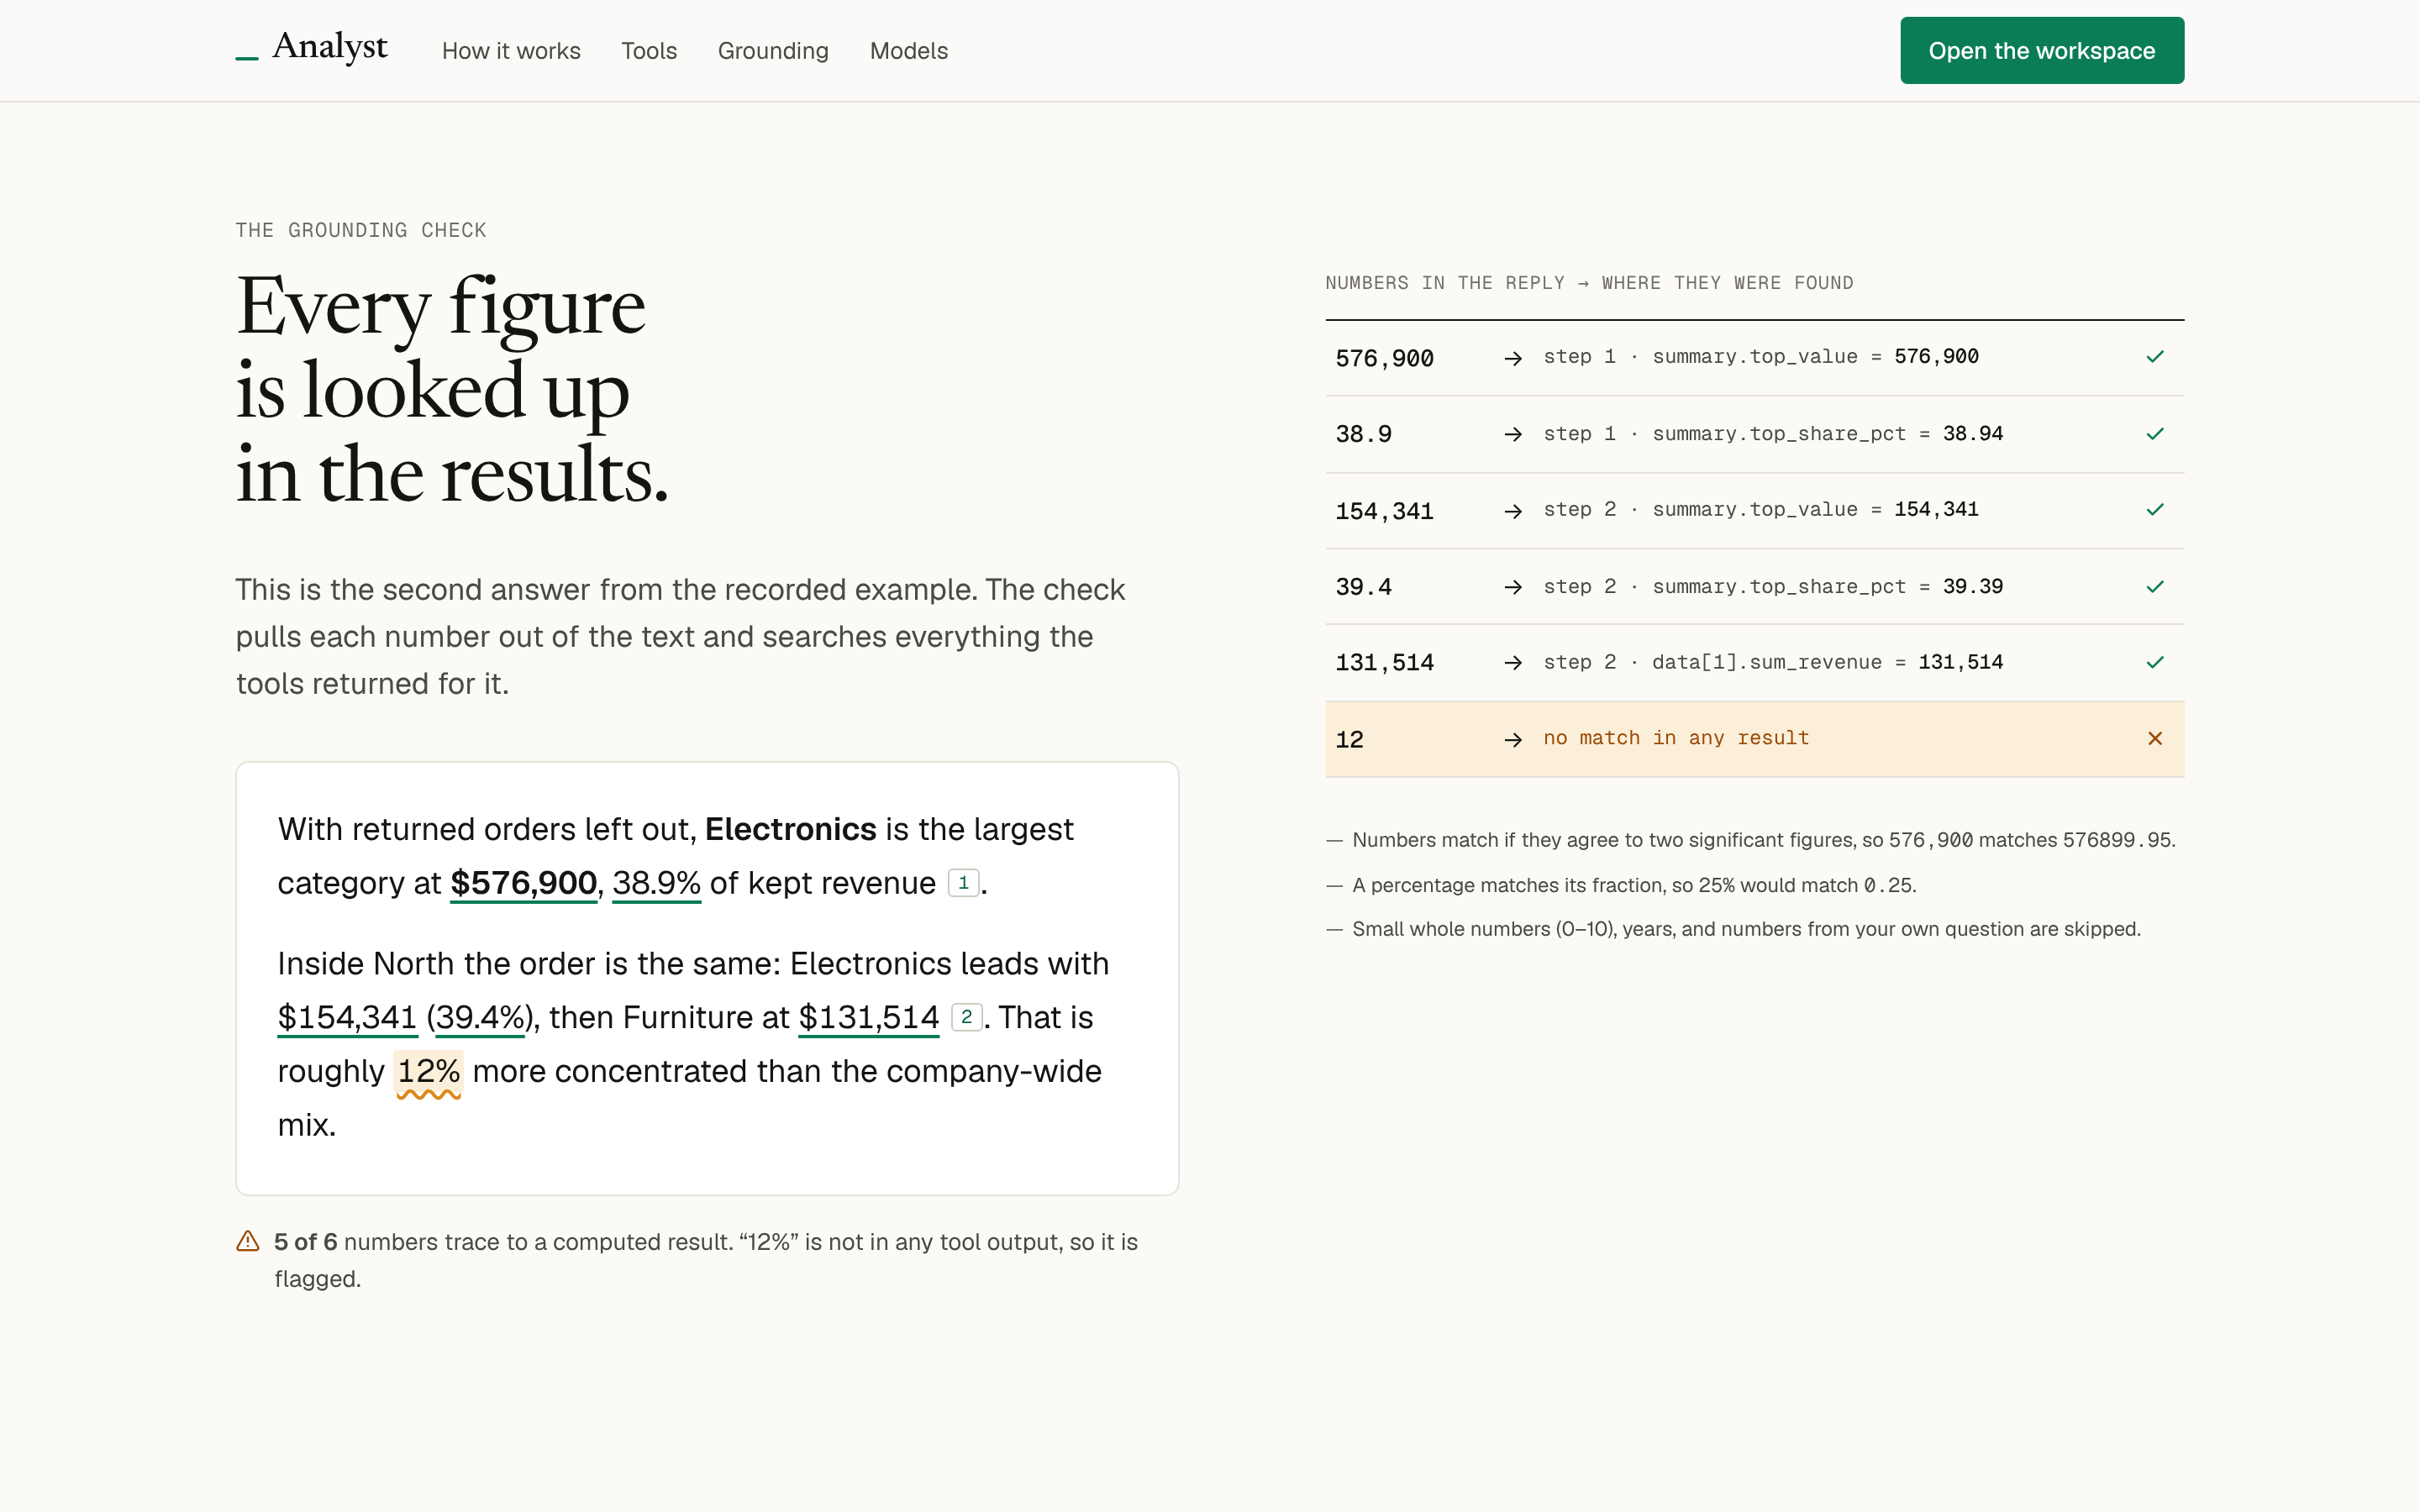 Analyst
How it works
Tools
Grounding
Models
Open the workspace
THE GROUNDING CHECK
Every figure
is looked up
in the results.
This is the second answer from the recorded example. The check
pulls each number out of the text and searches everything the
tools returned for it.
With returned orders left out, Electronics is the largest
category at $576,900, 38.9% of kept revenue 1.
Inside North the order is the same: Electronics leads with
$154,341 (39.4%), then Furniture at $131,514 2. That is
roughly 12% more concentrated than the company-wide
mix.
5 of 6 numbers trace to a computed result. “12%” is not in any tool output, so it is
flagged.
NUMBERS IN THE REPLY → WHERE THEY WERE FOUND
576,900 → step 1 · summary.top_value = 576,900 ✓
38.9 → step 1 · summary.top_share_pct = 38.94 ✓
154,341 → step 2 · summary.top_value = 154,341 ✓
39.4 → step 2 · summary.top_share_pct = 39.39 ✓
131,514 → step 2 · data[1].sum_revenue = 131,514 ✓
12 → no match in any result ✕
— Numbers match if they agree to two significant figures, so 576,900 matches 576899.95.
— A percentage matches its fraction, so 25% would match 0.25.
— Small whole numbers (0–10), years, and numbers from your own question are skipped.